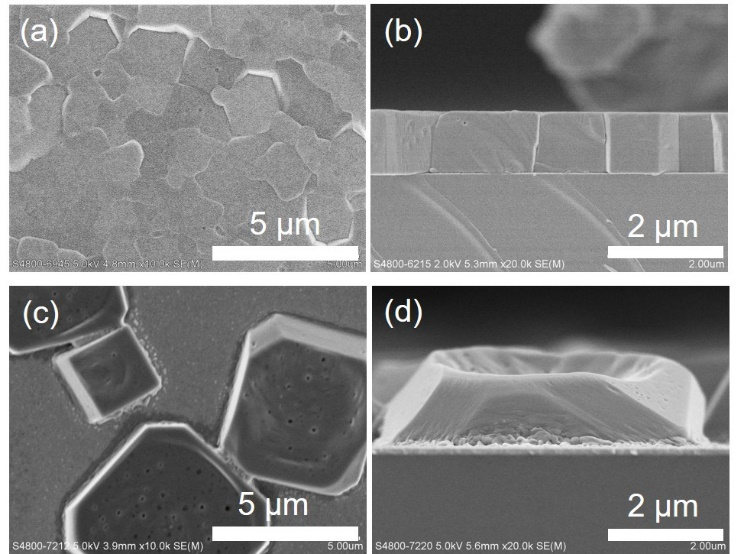 (a)
5 μm
S4800-6945 5.0kV 4.8mm x10.0k SE(M)
5.00um
(b)
2 μm
S4800-6215 2.0kV 5.3mm x20.0k SE(M)
2.00um
(c)
5 μm
S4800-7212 5.0kV 3.9mm x10.0k SE(M)
5.00um
(d)
2 μm
S4800-7220 5.0kV 5.6mm x20.0k SE(M)
2.00um